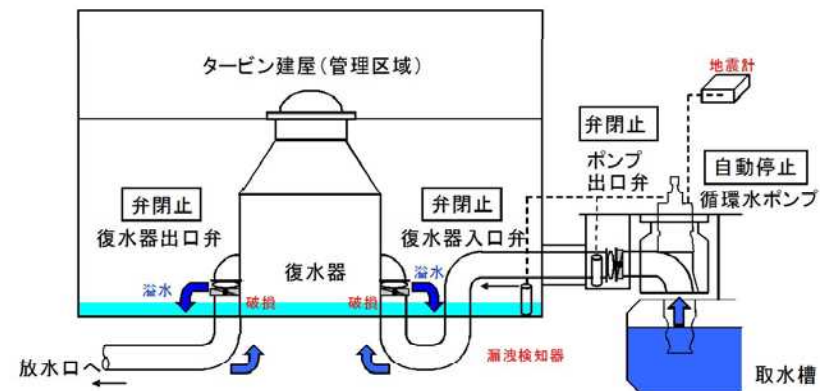 タービン建屋(管理区域)
地震計
弁閉止
ポンプ
出口弁
自動停止
循環水ポンプ
弁閉止
復水器出口弁
弁閉止
復水器入口弁
復水器
溢水
溢水
破損
破損
漏洩検知器
放水口へ
取水槽